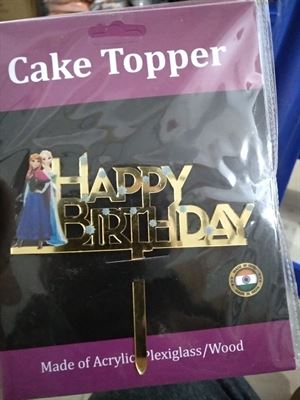 Cake Topper
HAPPY
BIRTHDAY
Made of Acrylic Plexiglass/Wood